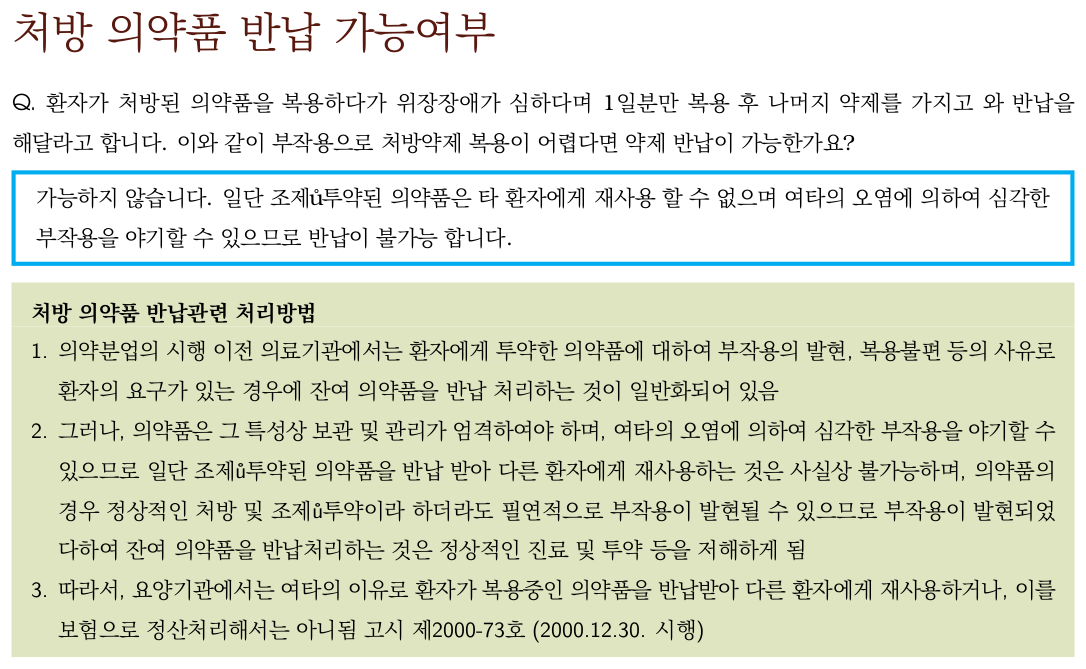 처방 의약품 반납 가능여부
Q. 환자가 처방된 의약품을 복용하다가 위장장애가 심하다며 1일분만 복용 후 나머지 약제를 가지고 와 반납을
해달라고 합니다. 이와 같이 부작용으로 처방약제 복용이 어렵다면 약제 반납이 가능한가요?
가능하지 않습니다. 일단 조제ů투약된 의약품은 타 환자에게 재사용 할 수 없으며 여타의 오염에 의하여 심각한
부작용을 야기할 수 있으므로 반납이 불가능 합니다.
처방 의약품 반납관련 처리방법
1. 의약분업의 시행 이전 의료기관에서는 환자에게 투약한 의약품에 대하여 부작용의 발현, 복용불편 등의 사유로
환자의 요구가 있는 경우에 잔여 의약품을 반납 처리하는 것이 일반화되어 있음
2. 그러나, 의약품은 그 특성상 보관 및 관리가 엄격하여야 하며, 여타의 오염에 의하여 심각한 부작용을 야기할 수
있으므로 일단 조제ů투약된 의약품을 반납 받아 다른 환자에게 재사용하는 것은 사실상 불가능하며, 의약품의
경우 정상적인 처방 및 조제ů투약이라 하더라도 필연적으로 부작용이 발현될 수 있으므로 부작용이 발현되었
다하여 잔여 의약품을 반납처리하는 것은 정상적인 진료 및 투약 등을 저해하게 됨
3. 따라서, 요양기관에서는 여타의 이유로 환자가 복용중인 의약품을 반납받아 다른 환자에게 재사용하거나, 이를
보험으로 정산처리해서는 아니됨 고시 제2000-73호 (2000.12.30. 시행)